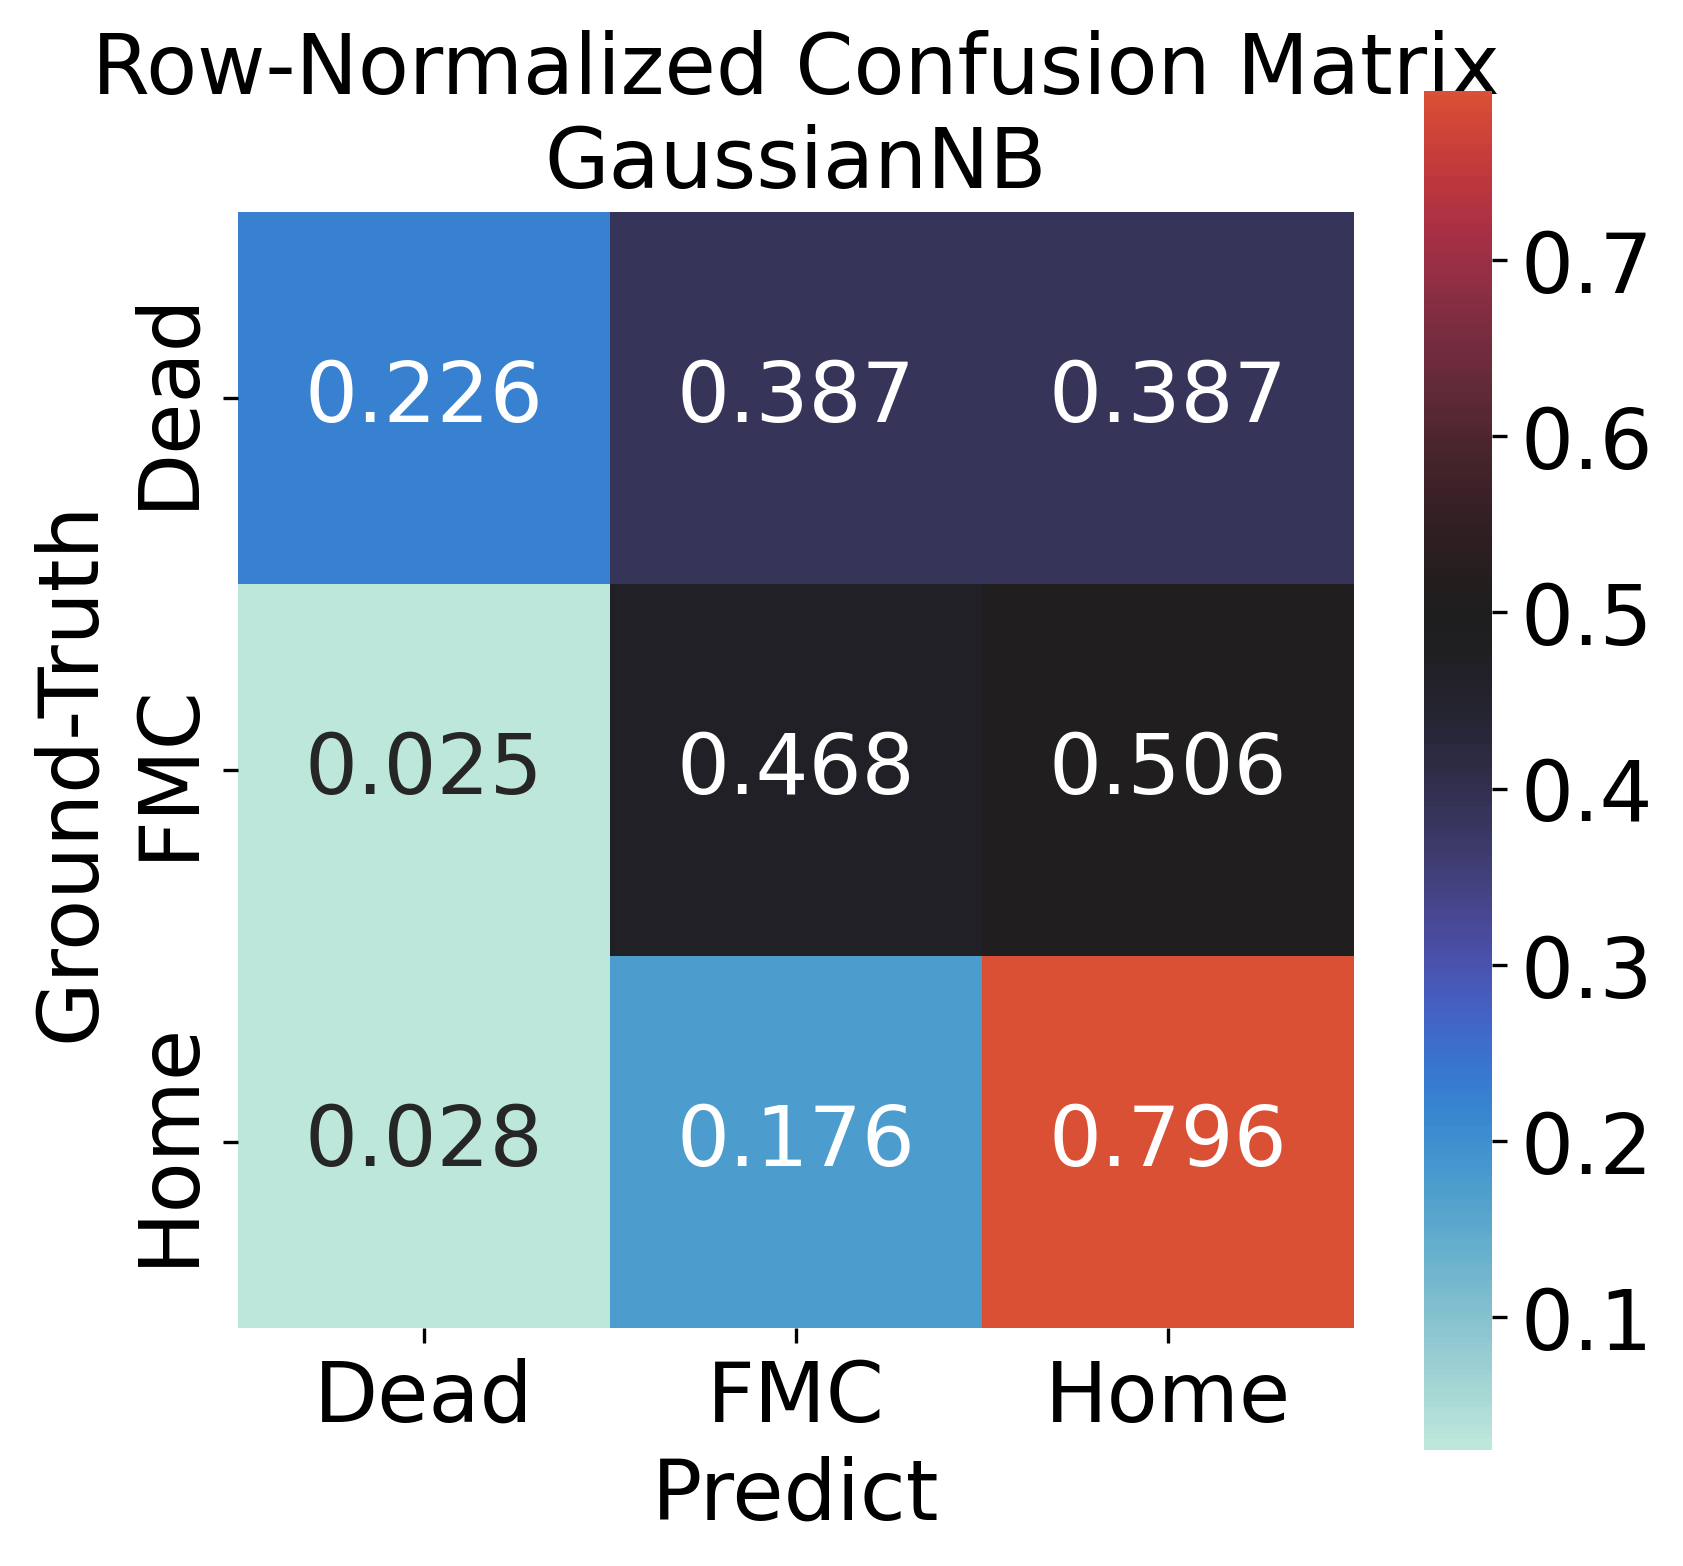 Row-Normalized Confusion Matrix
GaussianNB
Ground-Truth
Dead
0.226 0.387 0.387
FMC
0.025 0.468 0.506
Home
0.028 0.176 0.796
Dead FMC Home
Predict
0.7
0.6
0.5
0.4
0.3
0.2
0.1